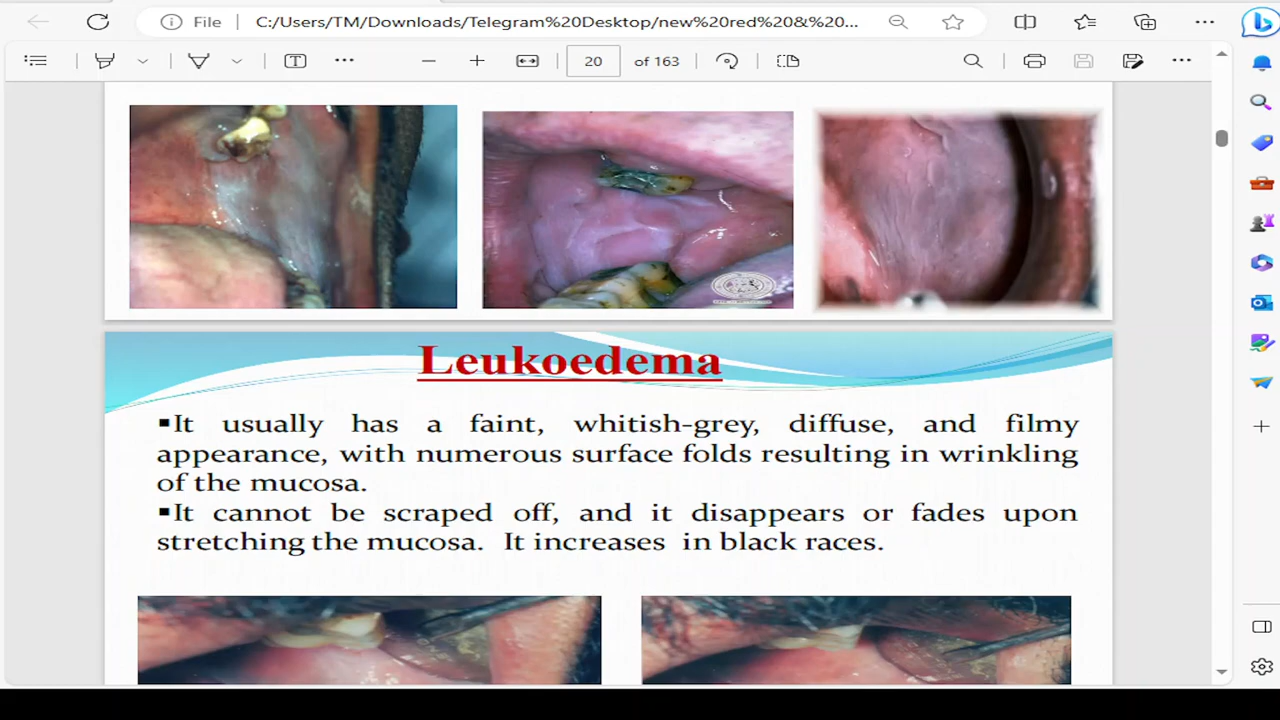 File
C:/Users/TM/Downloads/Telegram%20Desktop/new%20red%20&%20...
20 of 163
Leukoedema
▪It usually has a faint, whitish-grey, diffuse, and filmy
appearance, with numerous surface folds resulting in wrinkling
of the mucosa.
▪It cannot be scraped off, and it disappears or fades upon
stretching the mucosa. It increases in black races.